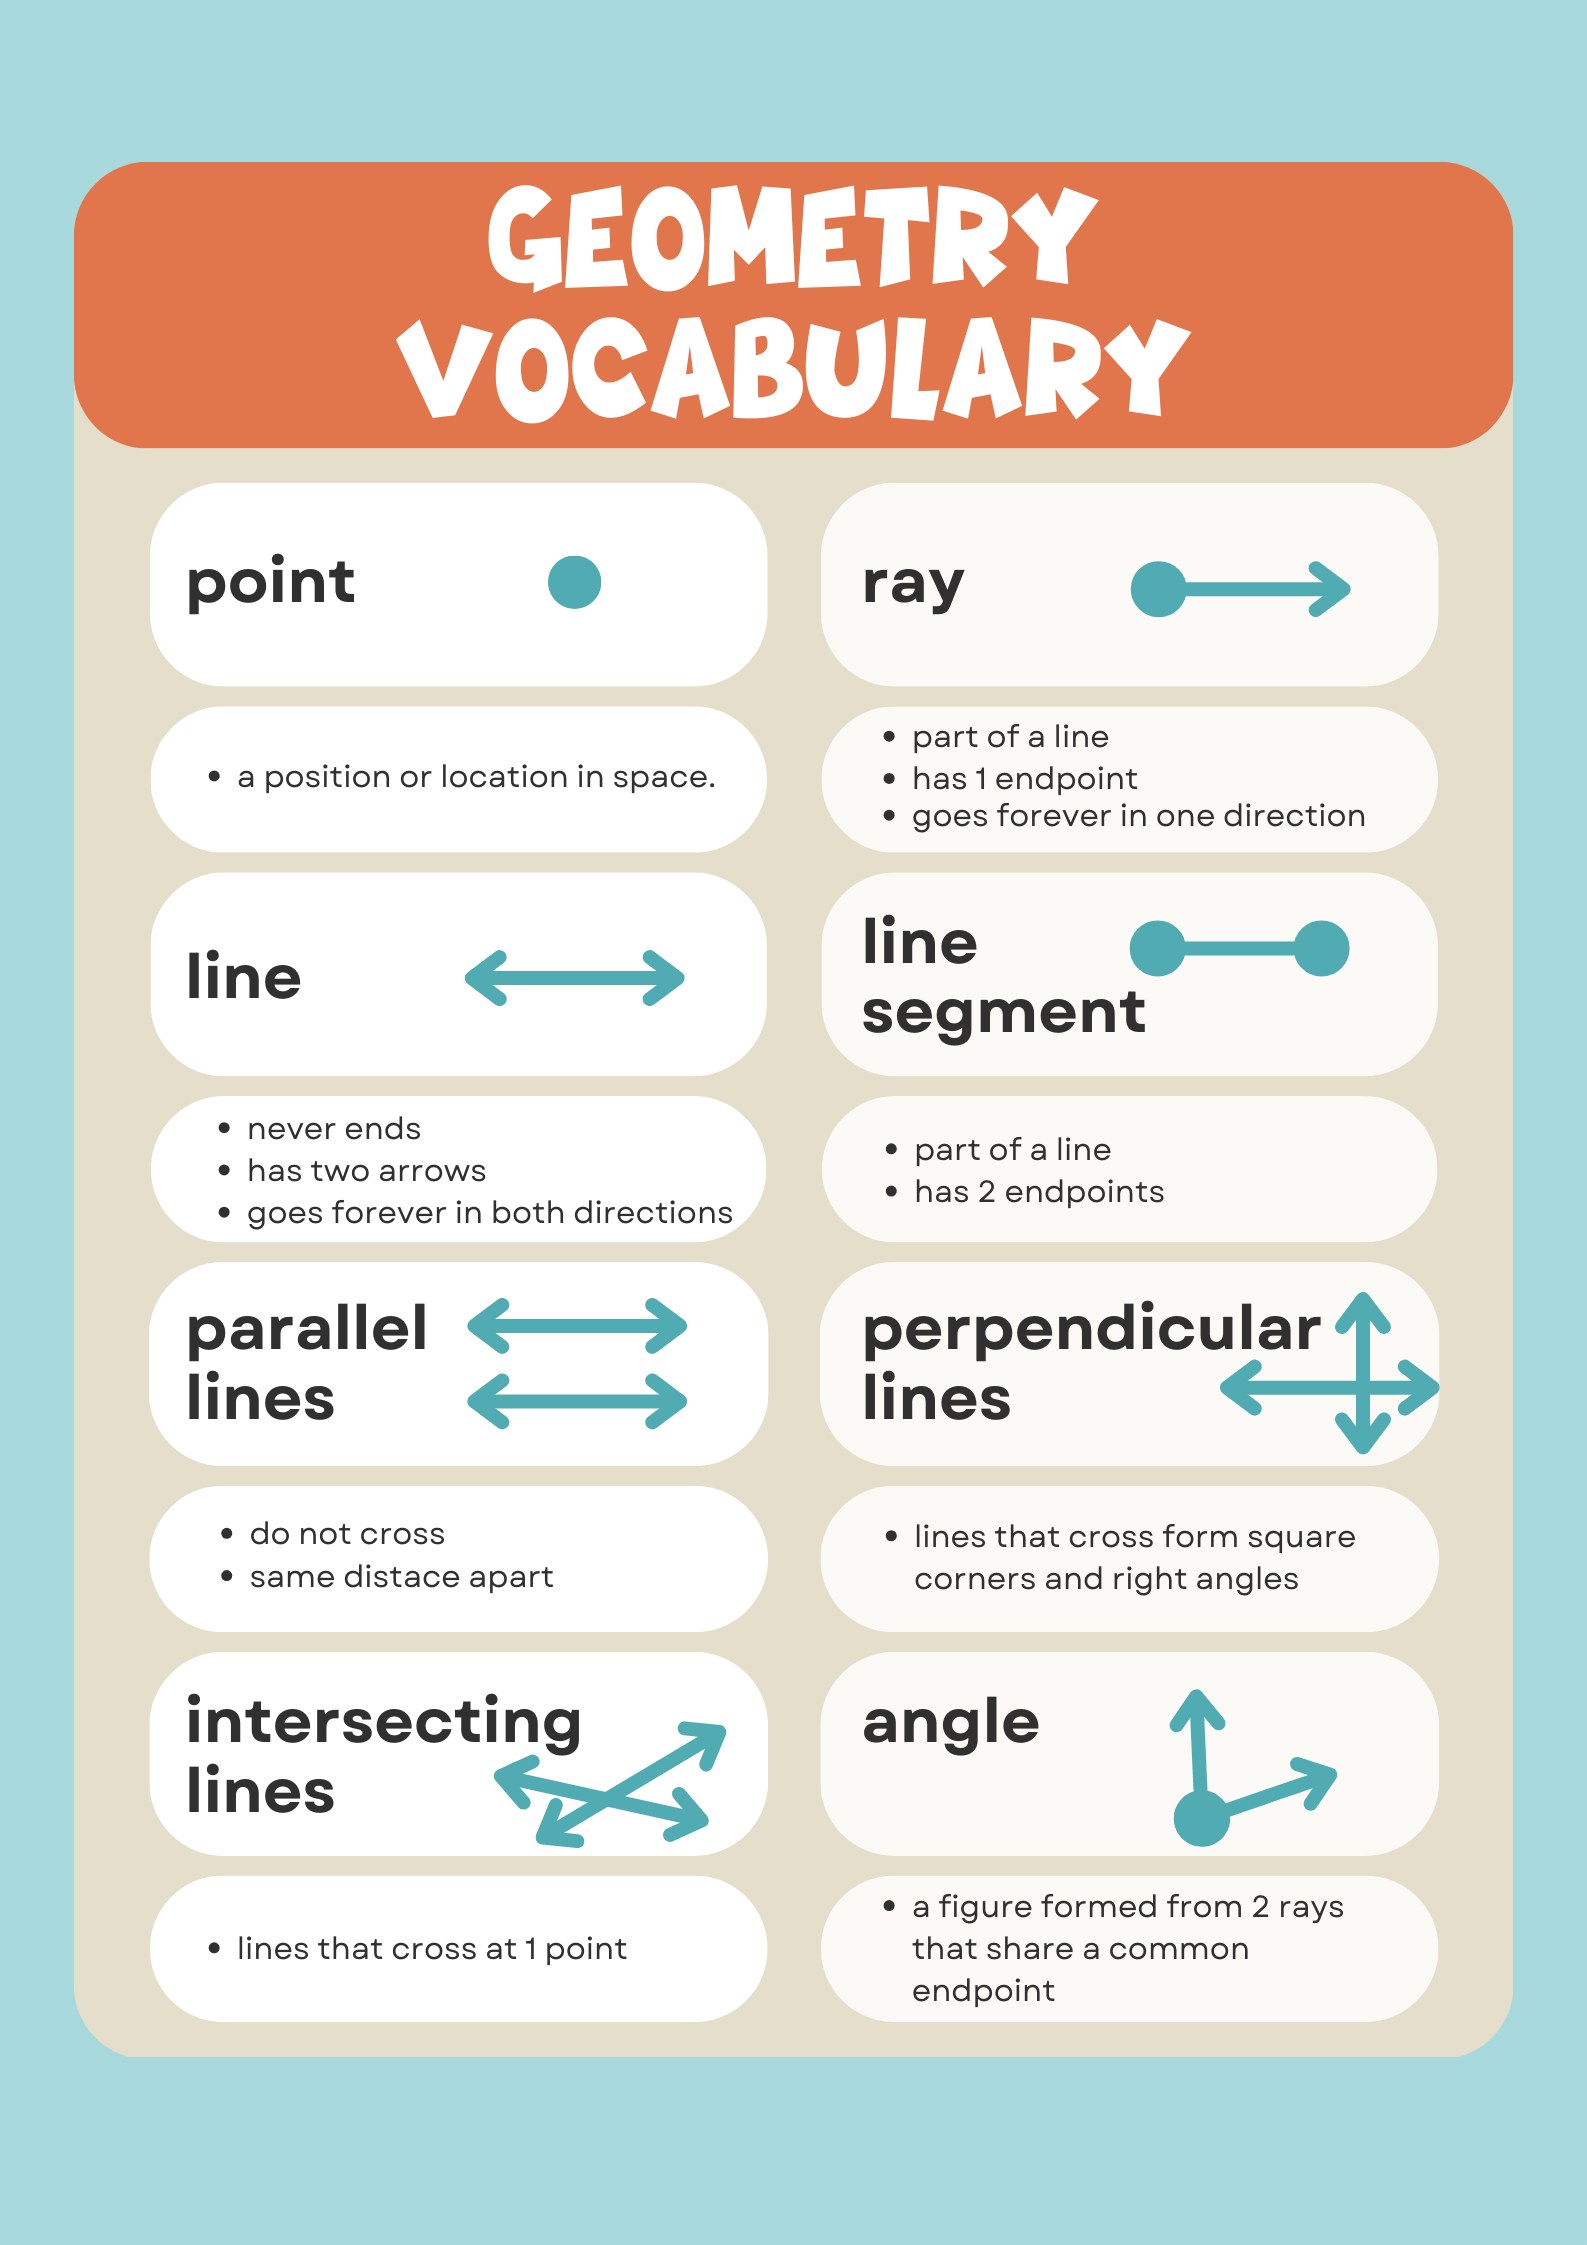 GEOMETRY
VOCABULARY
point
• a position or location in space.
ray
• part of a line
• has 1 endpoint
• goes forever in one direction
line
• never ends
• has two arrows
• goes forever in both directions
line
segment
• part of a line
• has 2 endpoints
parallel
lines
• do not cross
• same distace apart
perpendicular
lines
• lines that cross form square
corners and right angles
intersecting
lines
• lines that cross at 1 point
angle
• a figure formed from 2 rays
that share a common
endpoint